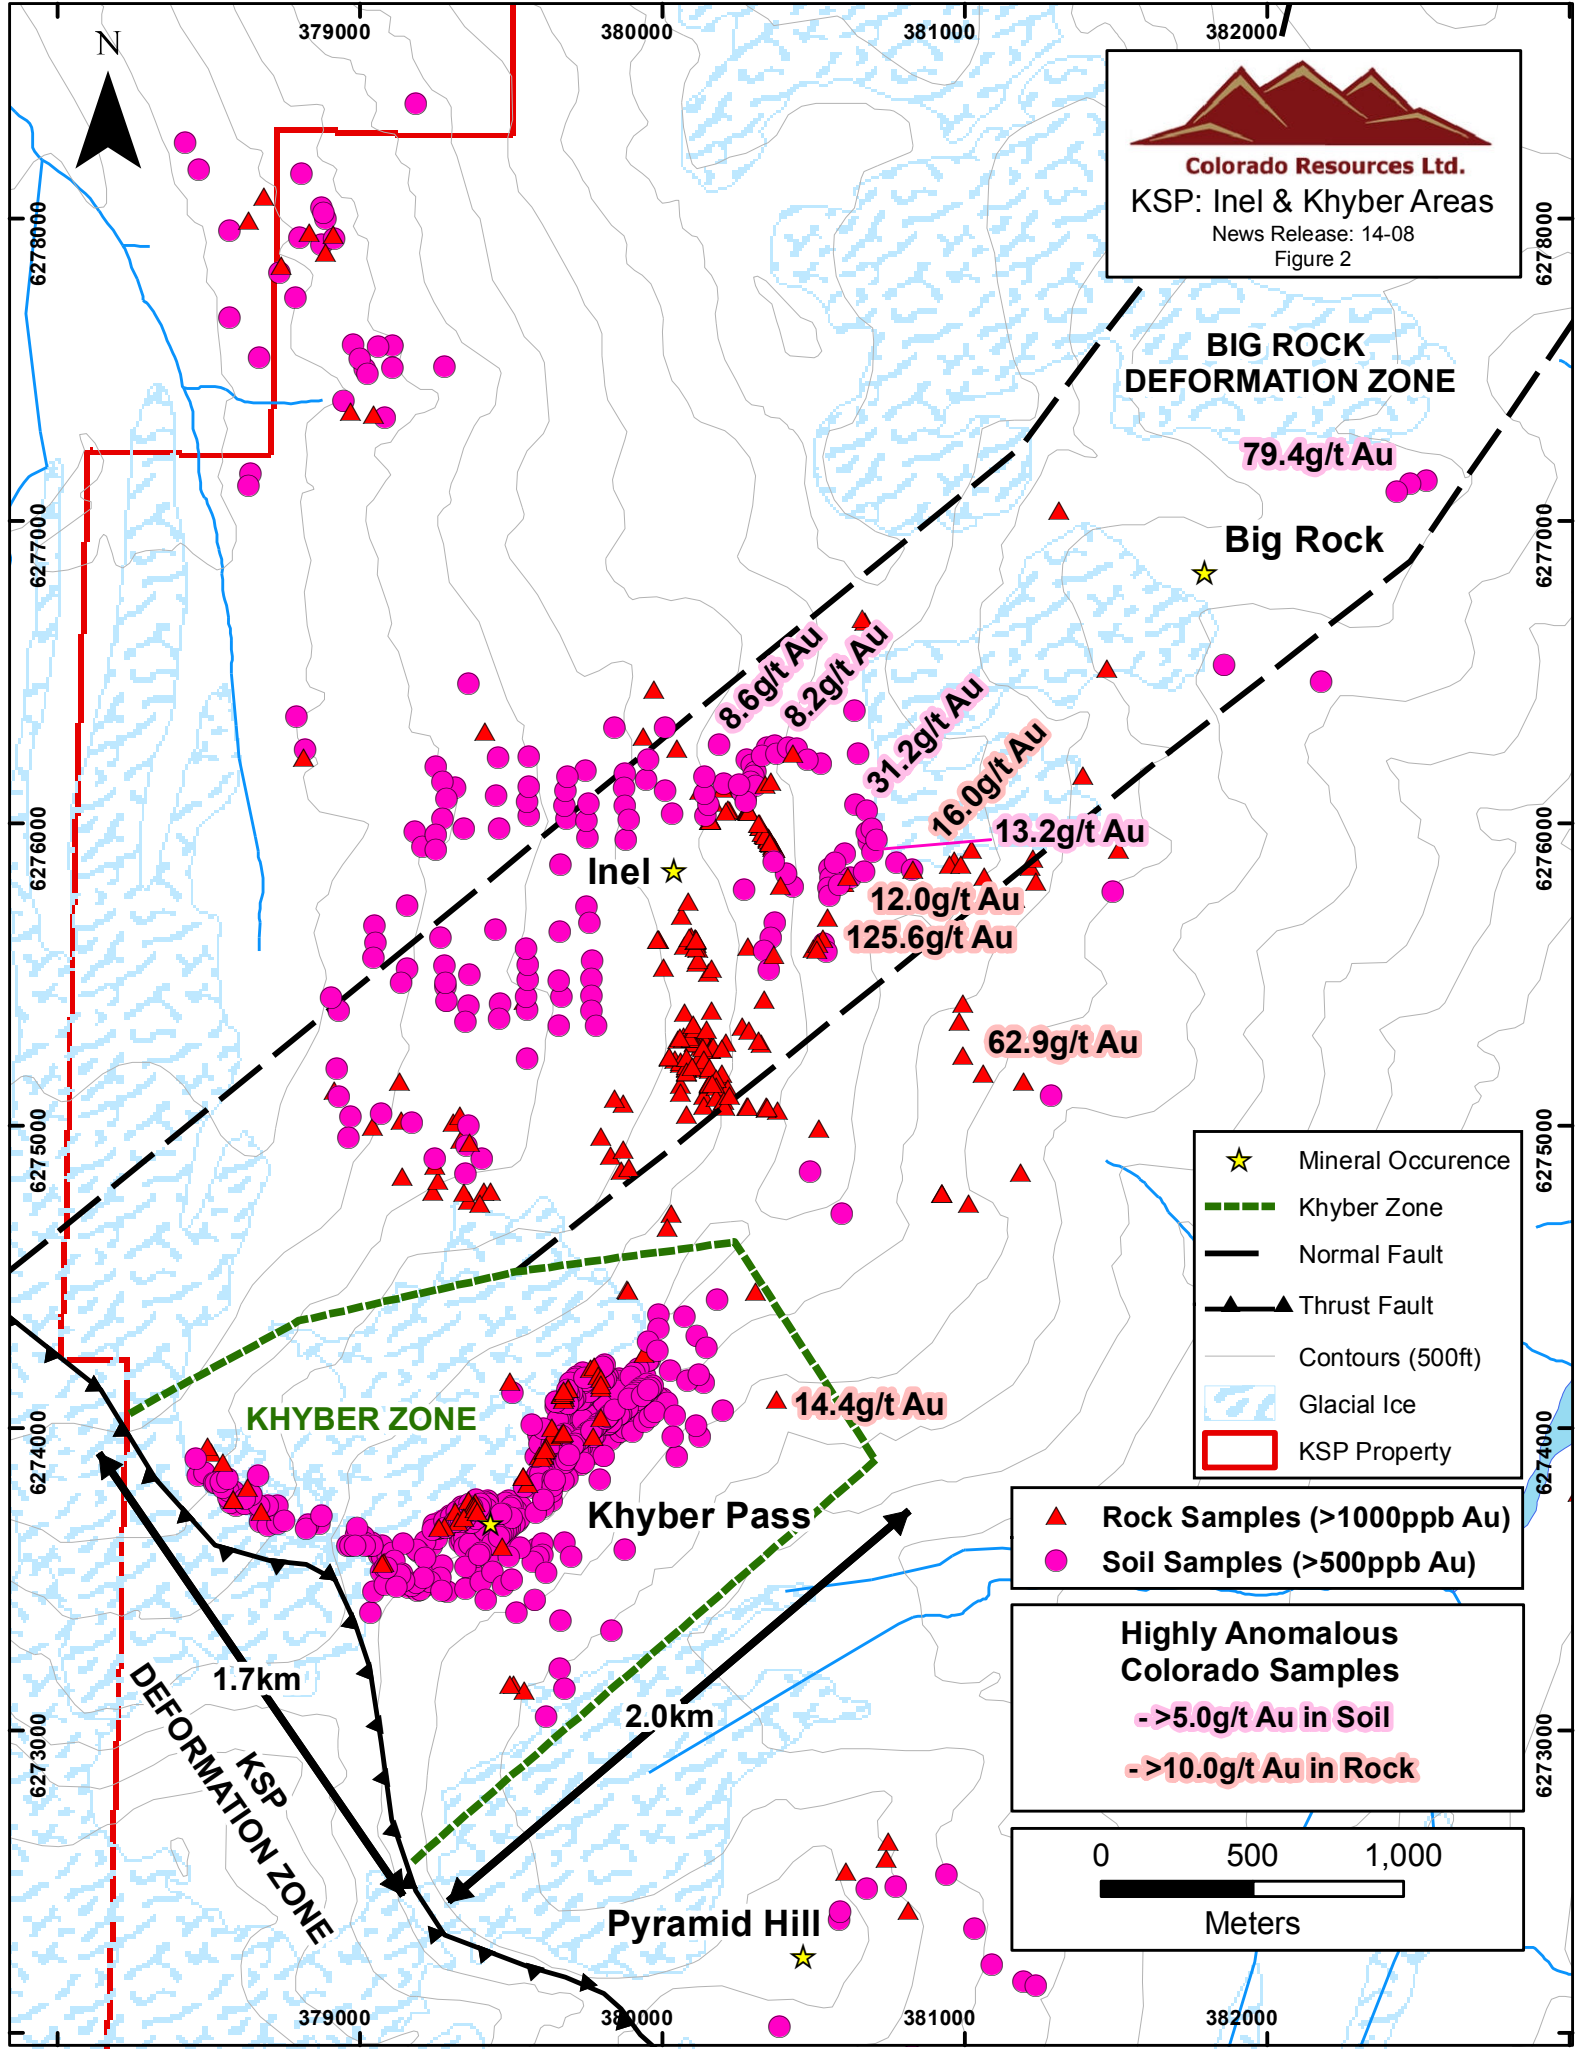 379000
380000
381000
382000
N
Colorado Resources Ltd.
KSP: Inel & Khyber Areas
News Release: 14-08
Figure 2
6278000
6278000
BIG ROCK
DEFORMATION ZONE
79.4g/t Au
6277000
6277000
Big Rock
8.6g/t Au
8.2g/t Au
31.2g/t Au
16.0g/t Au
13.2g/t Au
6276000
6276000
Inel
12.0g/t Au
125.6g/t Au
62.9g/t Au
6275000
6275000
Mineral Occurence
Khyber Zone
Normal Fault
Thrust Fault
Contours (500ft)
Glacial Ice
KSP Property
14.4g/t Au
KHYBER ZONE
6274000
6274000
Khyber Pass
Rock Samples (>1000ppb Au)
Soil Samples (>500ppb Au)
Highly Anomalous
Colorado Samples
- >5.0g/t Au in Soil
- >10.0g/t Au in Rock
1.7km
2.0km
6273000
6273000
KSP
DEFORMATION ZONE
0 500 1,000
Meters
Pyramid Hill
379000
380000
381000
382000